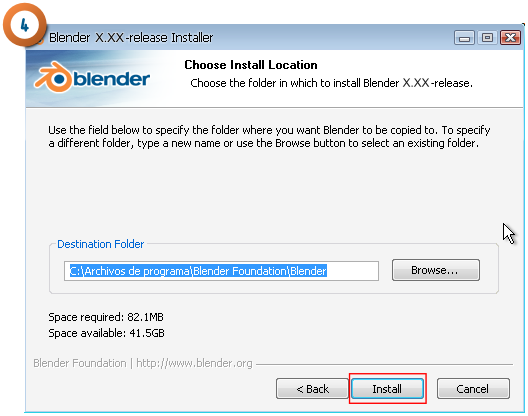 4
Blender X.XX-release Installer
blender
Choose Install Location
Choose the folder in which to install Blender X.XX-release.
Use the field below to specify the folder where you want Blender to be copied to. To specify
a different folder, type a new name or use the Browse button to select an existing folder.
Destination Folder
C:\Archivos de programa\Blender Foundation\Blender
Browse...
Space required: 82.1MB
Space available: 41.5GB
Blender Foundation | http://www.blender.org
< Back
Install
Cancel